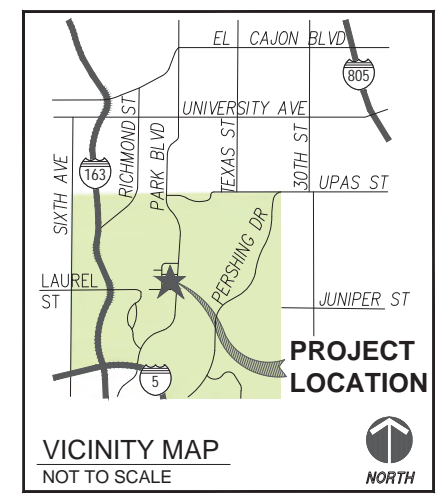 EL CAJON BLVD
805
UNIVERSITY AVE
RICHMOND ST
PARK BLVD
TEXAS ST
30TH ST
163
SIXTH AVE
UPAS ST
PERSHING DR
LAUREL
ST
JUNIPER ST
PROJECT
LOCATION
5
VICINITY MAP
NOT TO SCALE
NORTH